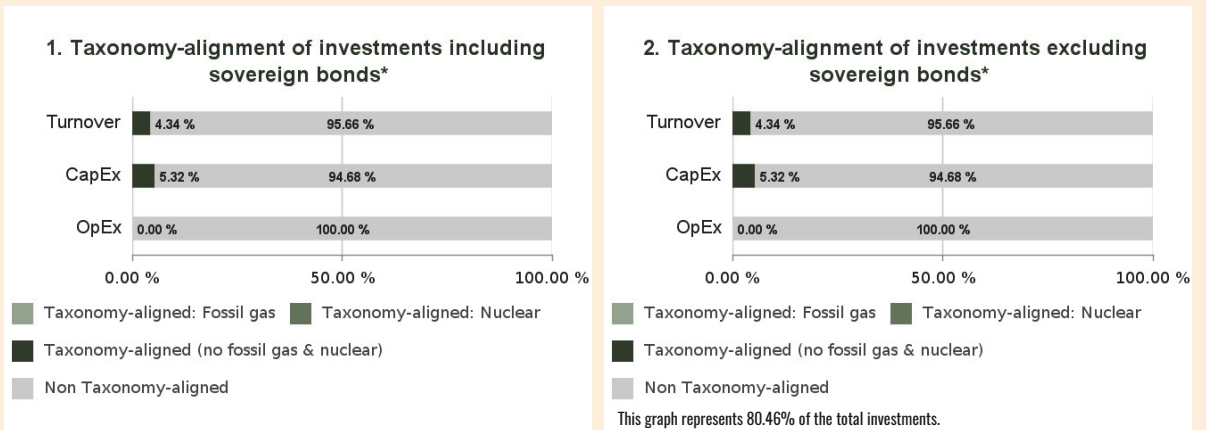 1. Taxonomy-alignment of investments including
sovereign bonds*
Turnover 4.34 % 95.66 %
CapEx 5.32 % 94.68 %
OpEx 0.00 % 100.00 %
0.00 % 50.00 % 100.00 %
Taxonomy-aligned: Fossil gas Taxonomy-aligned: Nuclear
Taxonomy-aligned (no fossil gas & nuclear)
Non Taxonomy-aligned
2. Taxonomy-alignment of investments excluding
sovereign bonds*
Turnover 4.34 % 95.66 %
CapEx 5.32 % 94.68 %
OpEx 0.00 % 100.00 %
0.00 % 50.00 % 100.00 %
Taxonomy-aligned: Fossil gas Taxonomy-aligned: Nuclear
Taxonomy-aligned (no fossil gas & nuclear)
Non Taxonomy-aligned
This graph represents 80.46% of the total investments.